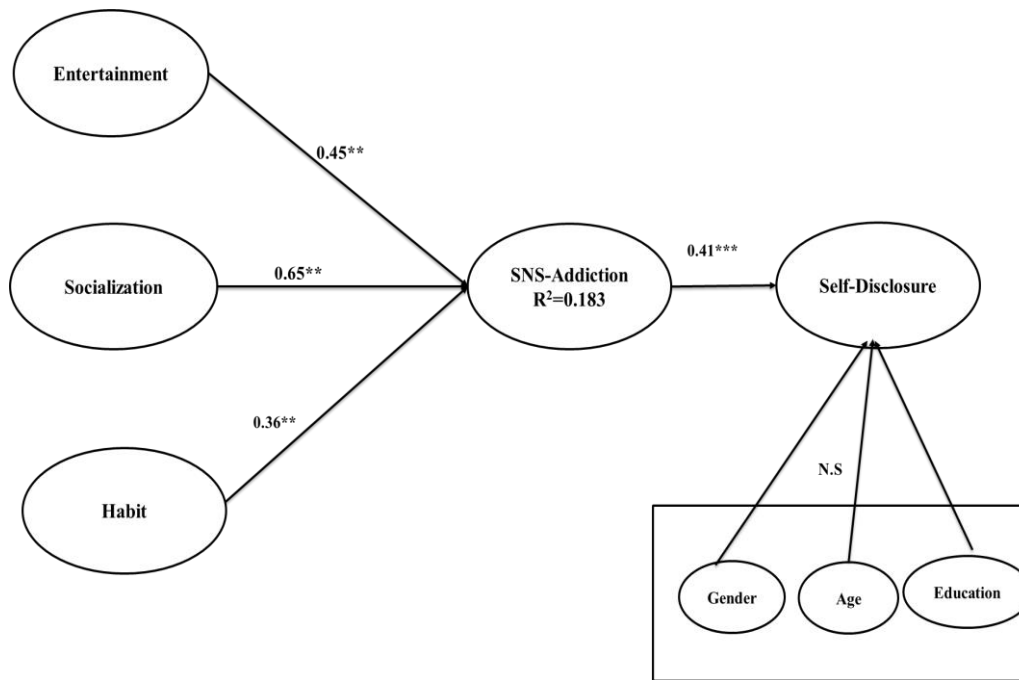 Entertainment
0.45**
Socialization
0.65**
SNS-Addiction
R²=0.183
0.41***
Self-Disclosure
0.36**
Habit
N.S
Gender
Age
Education